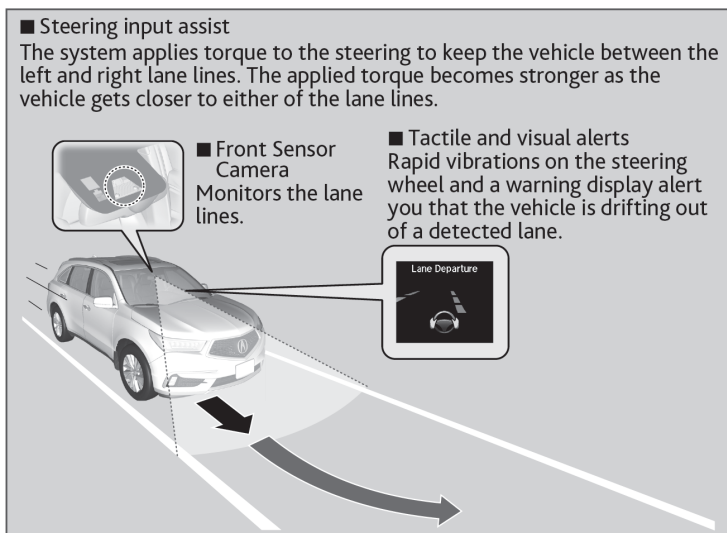 ■ Steering input assist
The system applies torque to the steering to keep the vehicle between the
left and right lane lines. The applied torque becomes stronger as the
vehicle gets closer to either of the lane lines.
■ Front Sensor
Camera
Monitors the lane
lines.
■ Tactile and visual alerts
Rapid vibrations on the steering
wheel and a warning display alert
you that the vehicle is drifting out
of a detected lane.
Lane Departure